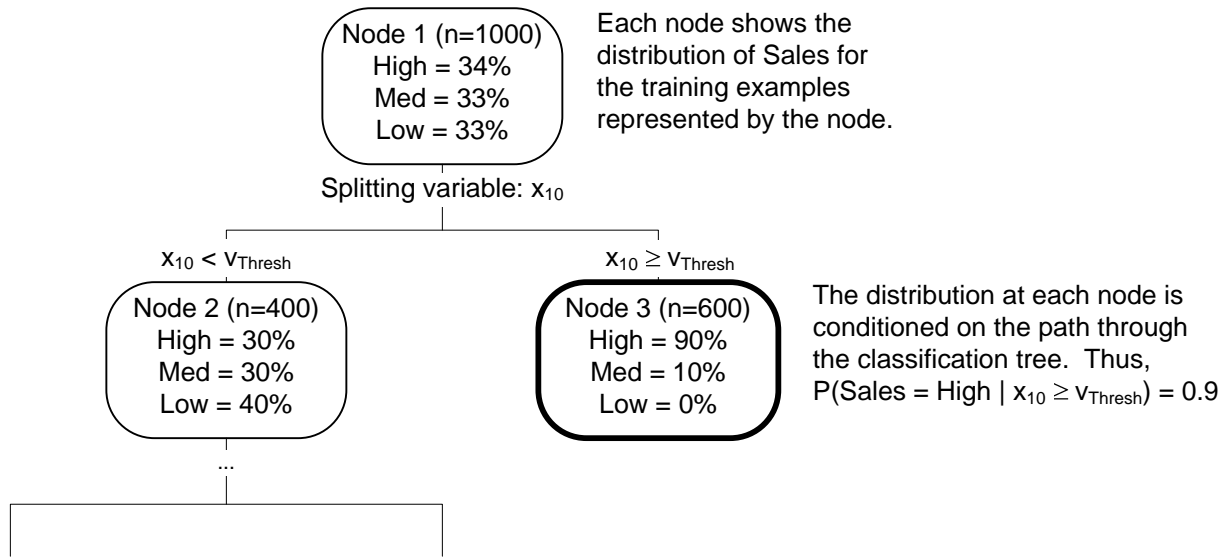 Node 1 (n=1000)
High = 34%
Med = 33%
Low = 33%
Each node shows the
distribution of Sales for
the training examples
represented by the node.
Splitting variable: x₁₀
x₁₀ < v_Thresh
x₁₀ ≥ v_Thresh
Node 2 (n=400)
High = 30%
Med = 30%
Low = 40%
Node 3 (n=600)
High = 90%
Med = 10%
Low = 0%
The distribution at each node is
conditioned on the path through
the classification tree.  Thus,
P(Sales = High | x₁₀ ≥ v_Thresh) = 0.9
...